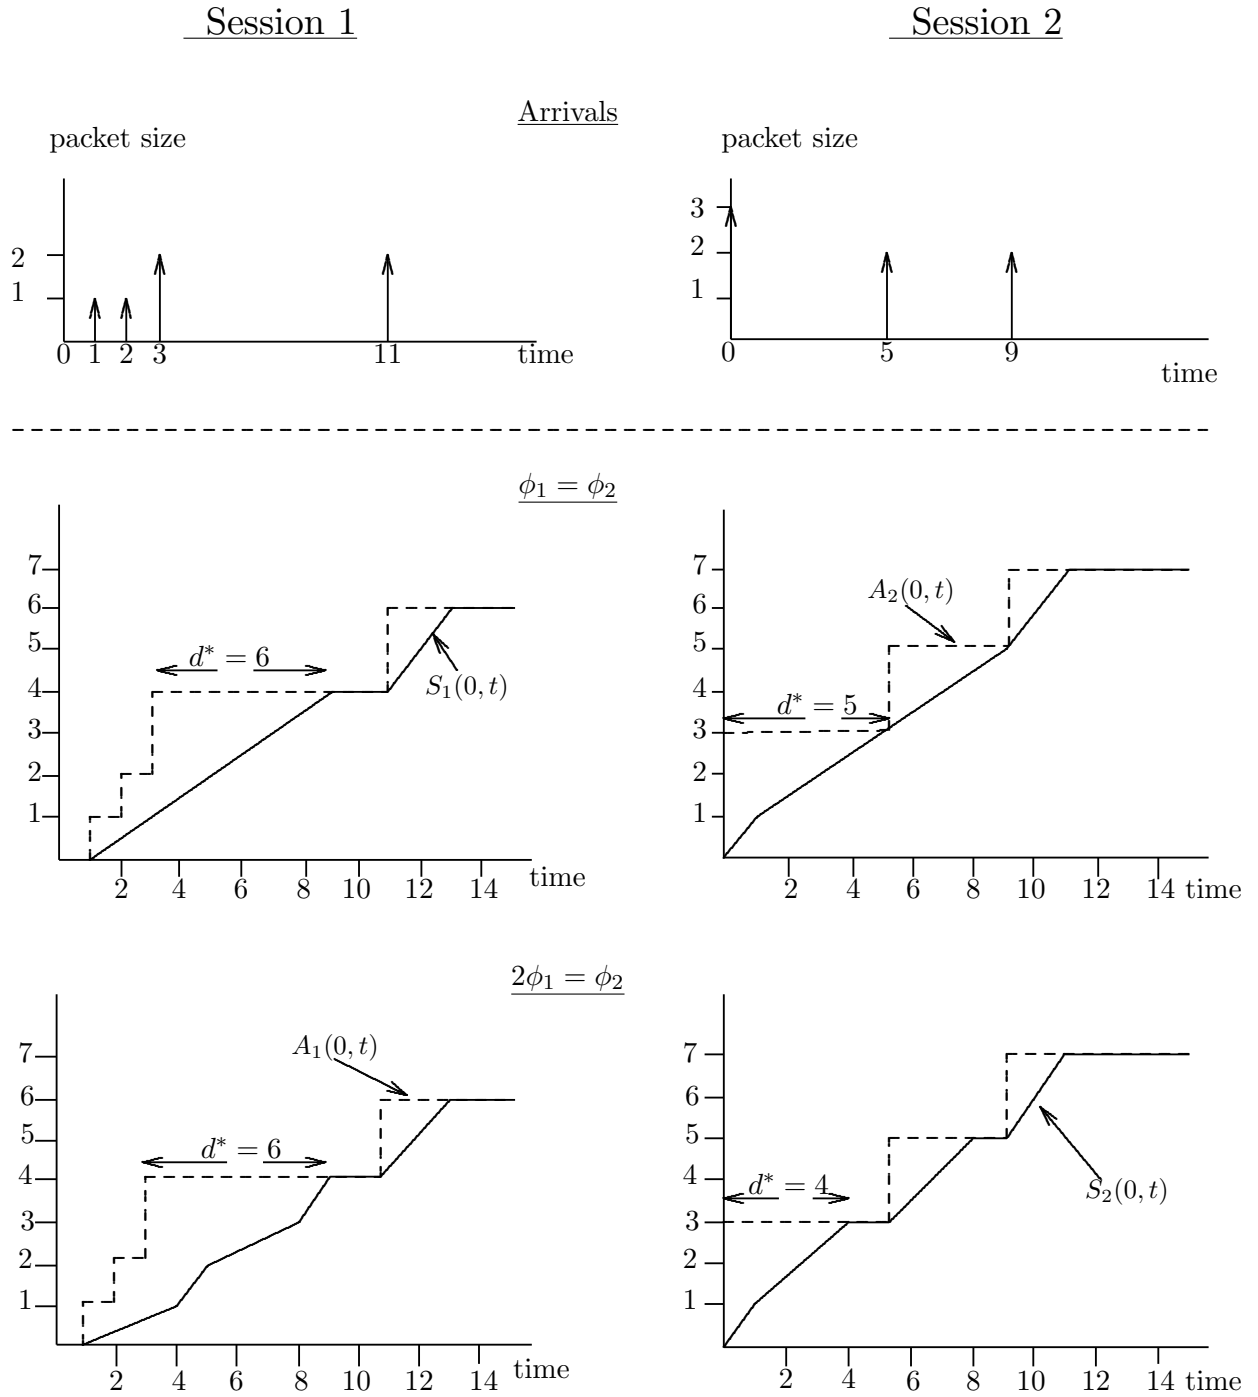 Session 1
Session 2
Arrivals
packet size
packet size
2
1
0 1 2 3 11 time
3
2
1
0 5 9
time
ϕ₁ = ϕ₂
7
6
5
4
3
2
1
d* = 6
S₁(0, t)
2 4 6 8 10 12 14 time
7
6
5
4
3
2
1
A₂(0, t)
d* = 5
2 4 6 8 10 12 14 time
2ϕ₁ = ϕ₂
7
6
5
4
3
2
1
A₁(0, t)
d* = 6
2 4 6 8 10 12 14 time
7
6
5
4
3
2
1
d* = 4
S₂(0, t)
2 4 6 8 10 12 14 time